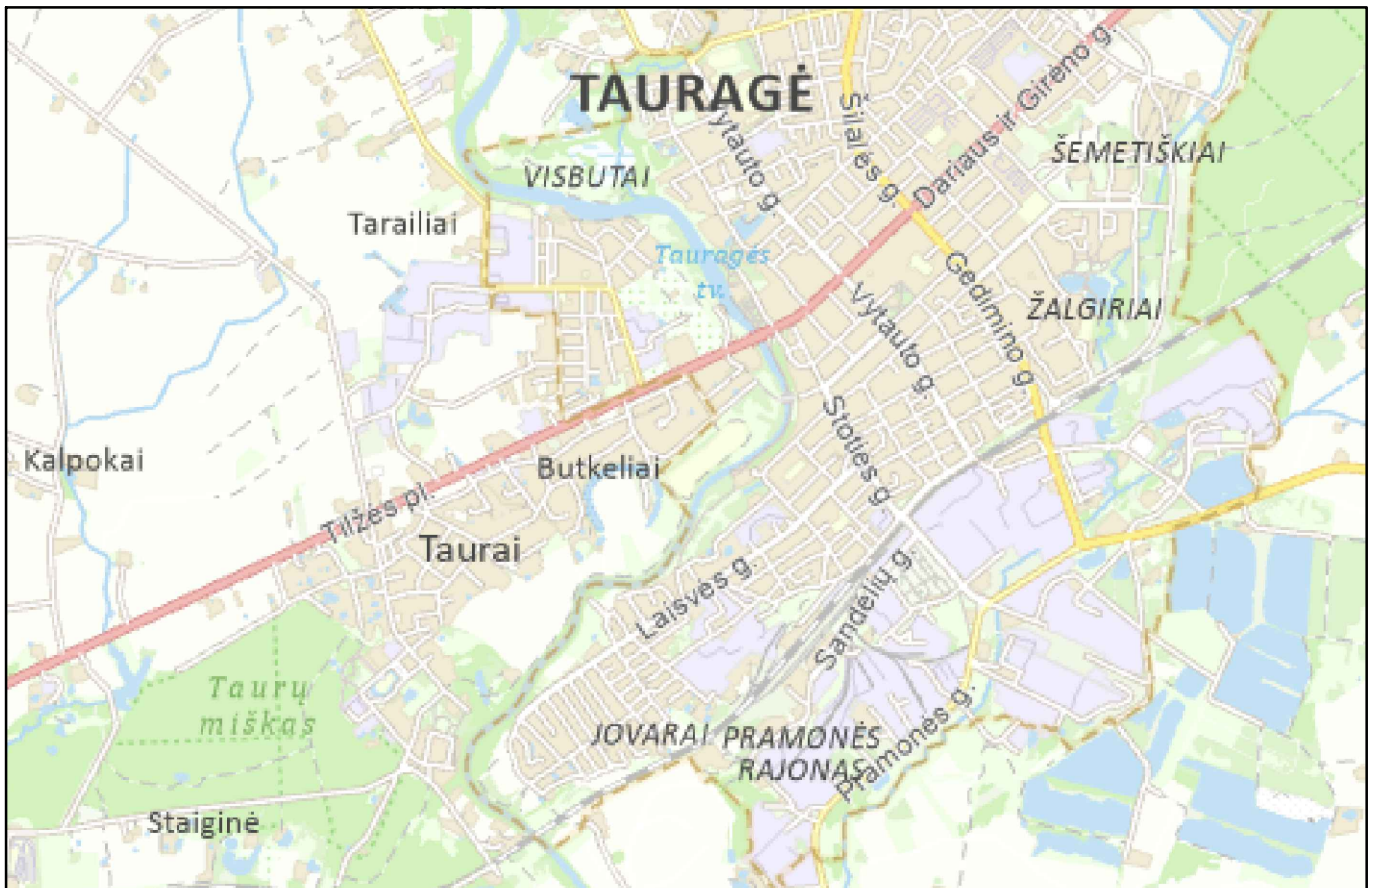 TAURAGĖ
Dariaus ir Girėno g.
Šilalės g.
Vytauto g.
ŠEMETIŠKIAI
VISBUTAI
Tarailiai
Tauragės
tv.
Gedimino g.
Vytauto g.
ŽALGIRIAI
Stoties g.
Kalpokai
Butkeliai
Tilžės pl.
Taurai
Laisvės g.
Sandėlių g.
Taurų
miškas
JOVARAI
PRAMONĖS
RAJONAS
Pramonės g.
Staiginė